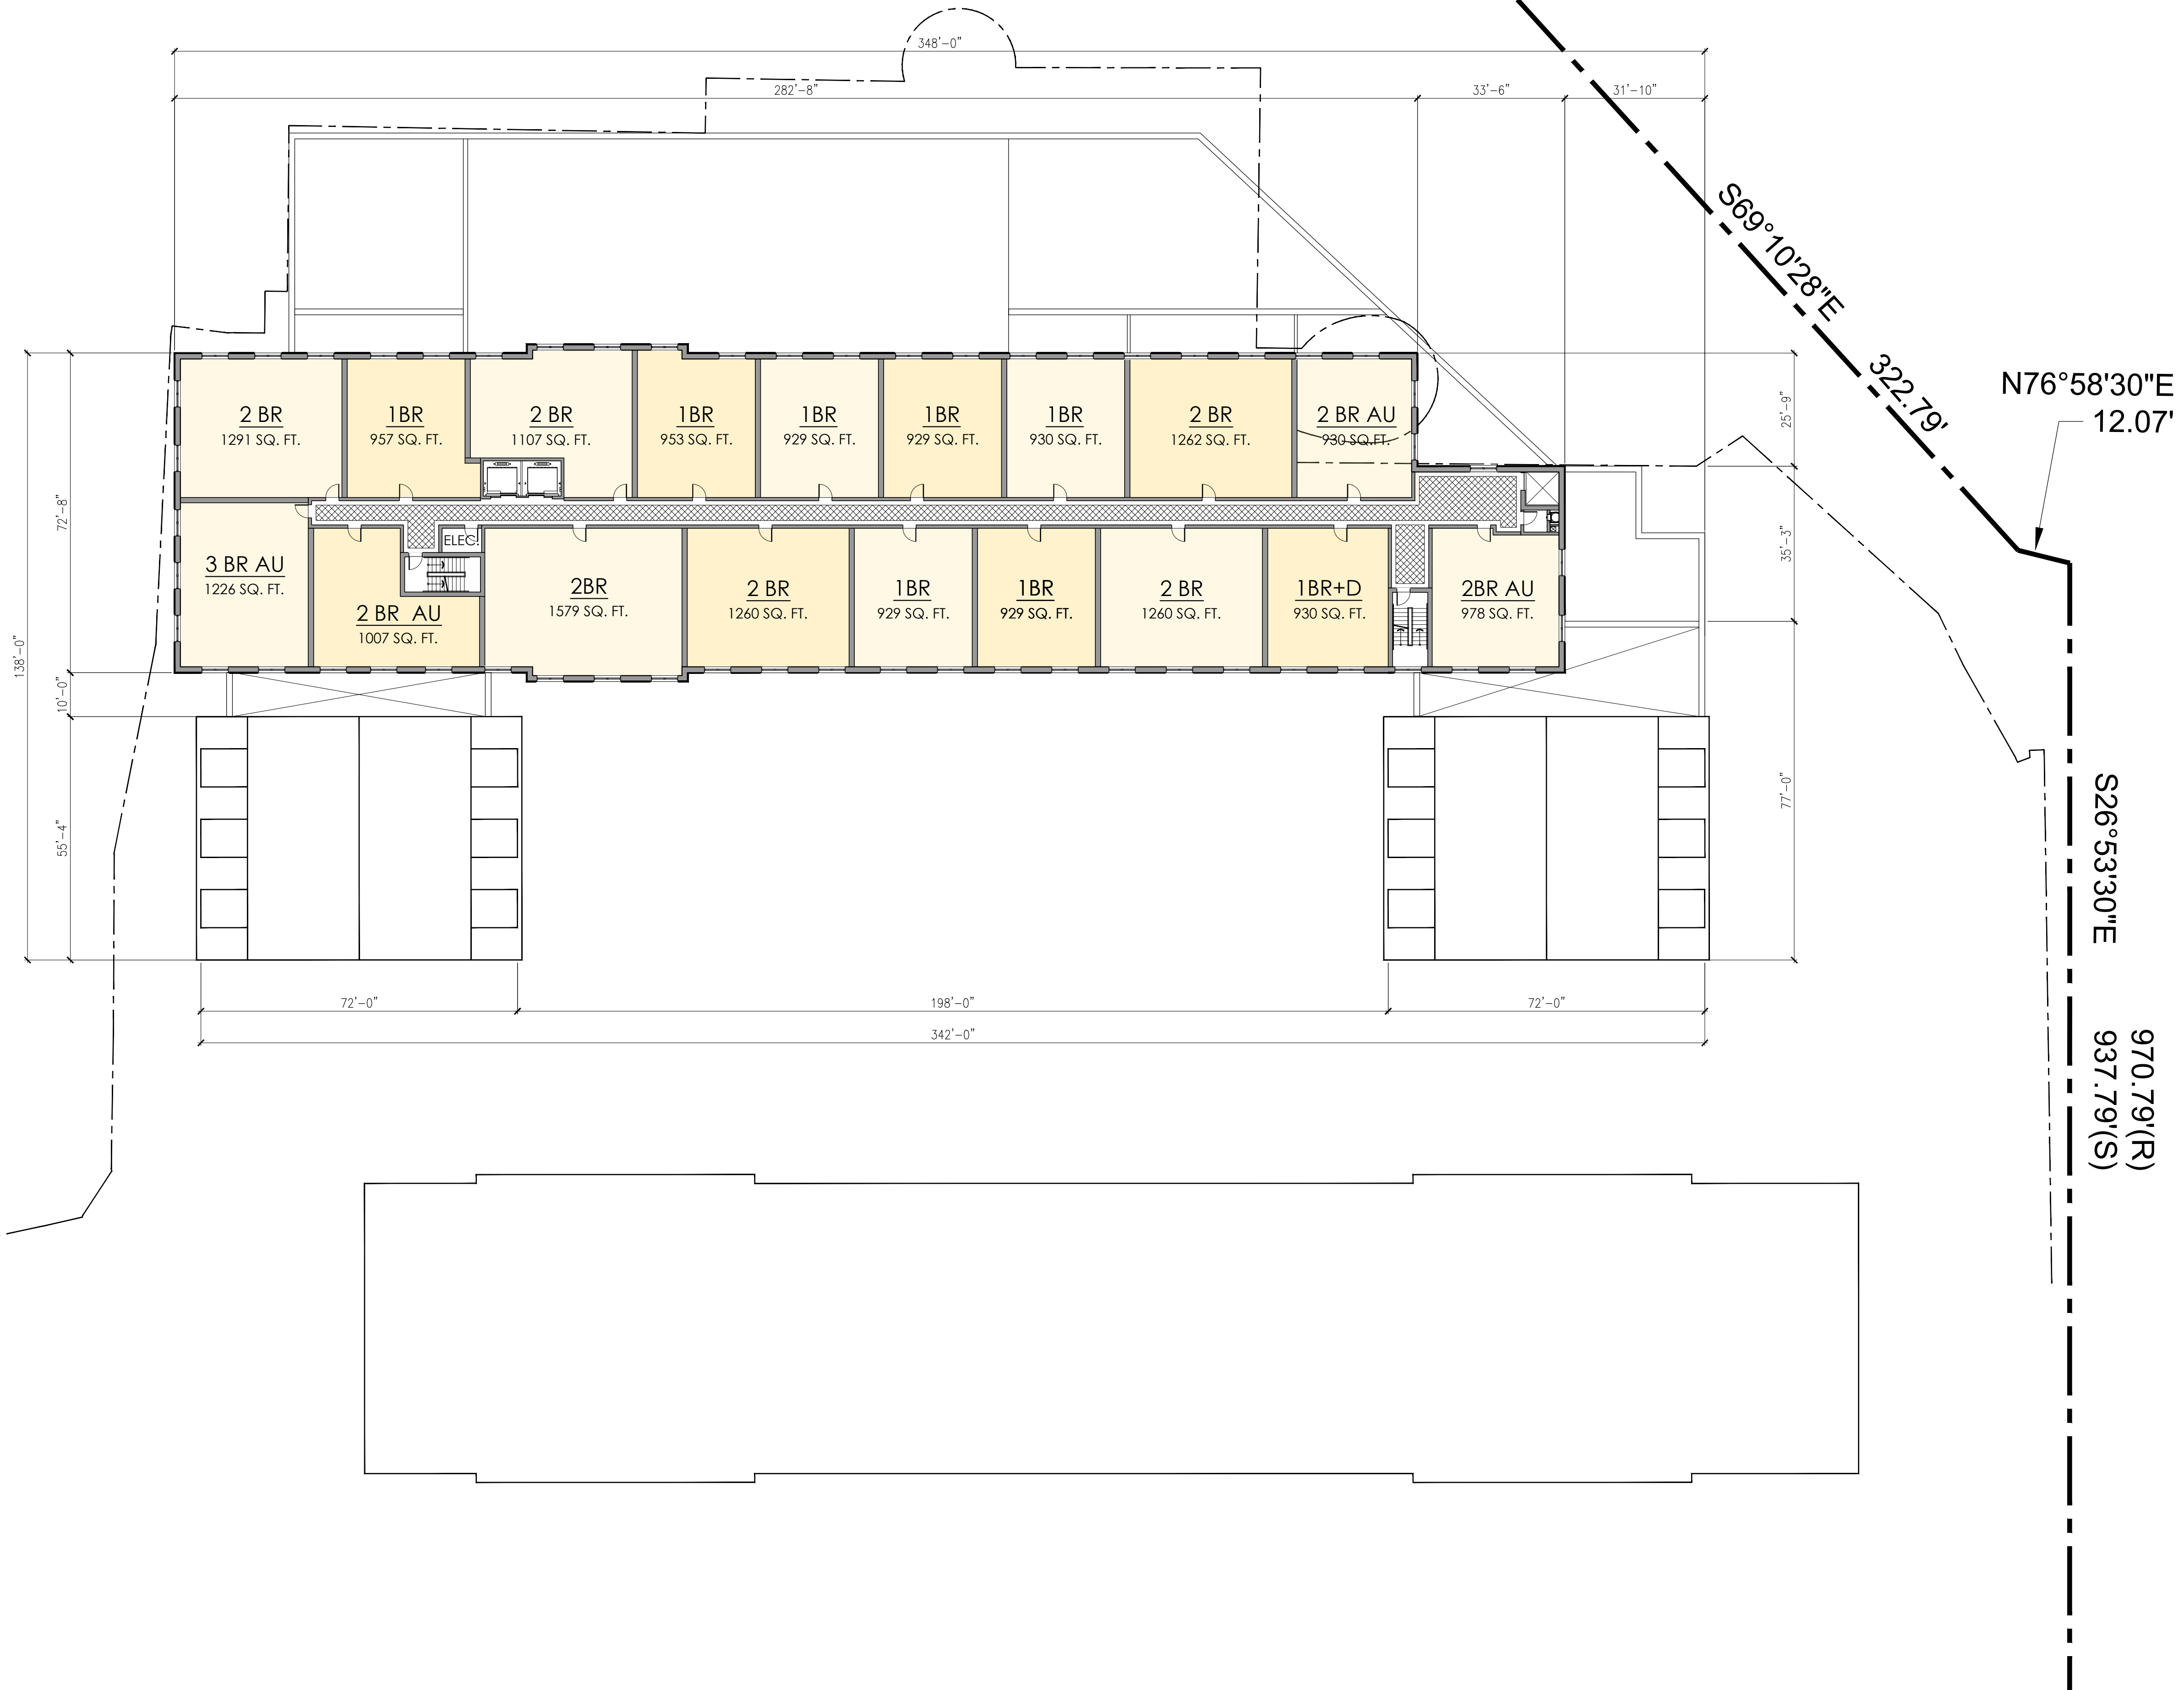 348'-0"
282'-8"
33'-6"
31'-10"
S69°10'28"E
322.79'
N76°58'30"E
12.07'
2 BR
1291 SQ. FT.
1BR
957 SQ. FT.
2 BR
1107 SQ. FT.
1BR
953 SQ. FT.
1BR
929 SQ. FT.
1BR
929 SQ. FT.
1BR
930 SQ. FT.
2 BR
1262 SQ. FT.
2 BR AU
930 SQ.FT.
25'-9"
72'-8"
35'-3"
ELEC.
3 BR AU
1226 SQ. FT.
2 BR AU
1007 SQ. FT.
2BR
1579 SQ. FT.
2 BR
1260 SQ. FT.
1BR
929 SQ. FT.
1BR
929 SQ. FT.
2 BR
1260 SQ. FT.
1BR+D
930 SQ. FT.
2BR AU
978 SQ. FT.
138'-0"
10'-0"
55'-4"
77'-0"
72'-0"
198'-0"
72'-0"
342'-0"
S26°53'30"E
970.79'(R)
937.79'(S)